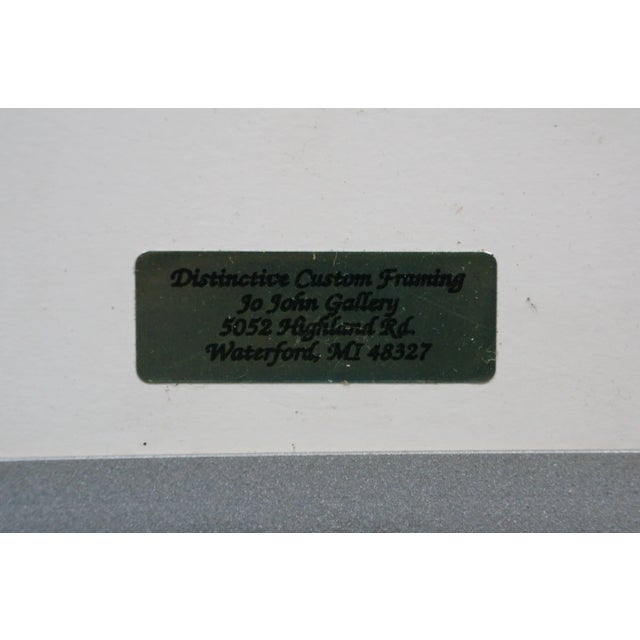 Distinctive Custom Framing
Jo John Gallery
5052 Highland Rd.
Waterford, MI 48327